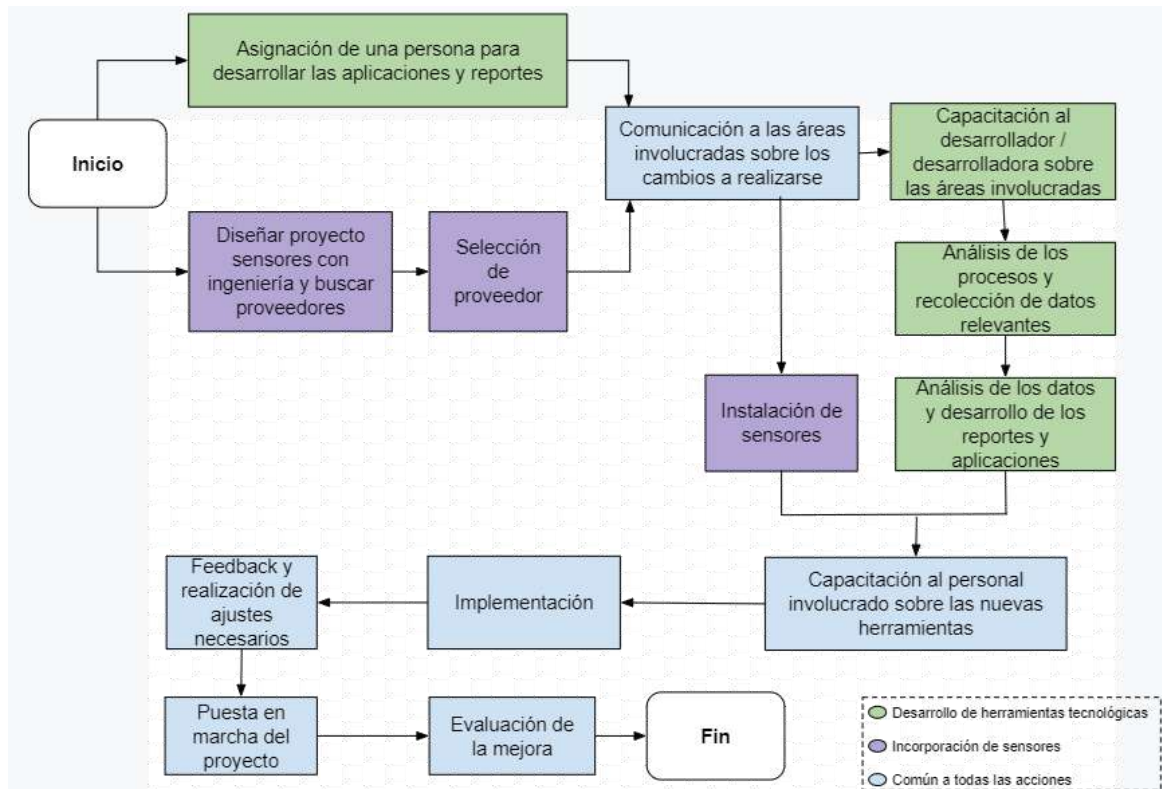 Asignación de una persona para
desarrollar las aplicaciones y reportes
Inicio
Comunicación a las áreas
involucradas sobre los
cambios a realizarse
Capacitación al
desarrollador /
desarrolladora sobre
las áreas involucradas
Diseñar proyecto
sensores con
ingeniería y buscar
proveedores
Selección
de
proveedor
Análisis de los
procesos y
recolección de datos
relevantes
Instalación de
sensores
Análisis de los datos
y desarrollo de los
reportes y
aplicaciones
Feedback y
realización de
ajustes
necesarios
Implementación
Capacitación al personal
involucrado sobre las nuevas
herramientas
Puesta en
marcha del
proyecto
Evaluación de
la mejora
Fin
Desarrollo de herramientas tecnológicas
Incorporación de sensores
Común a todas las acciones